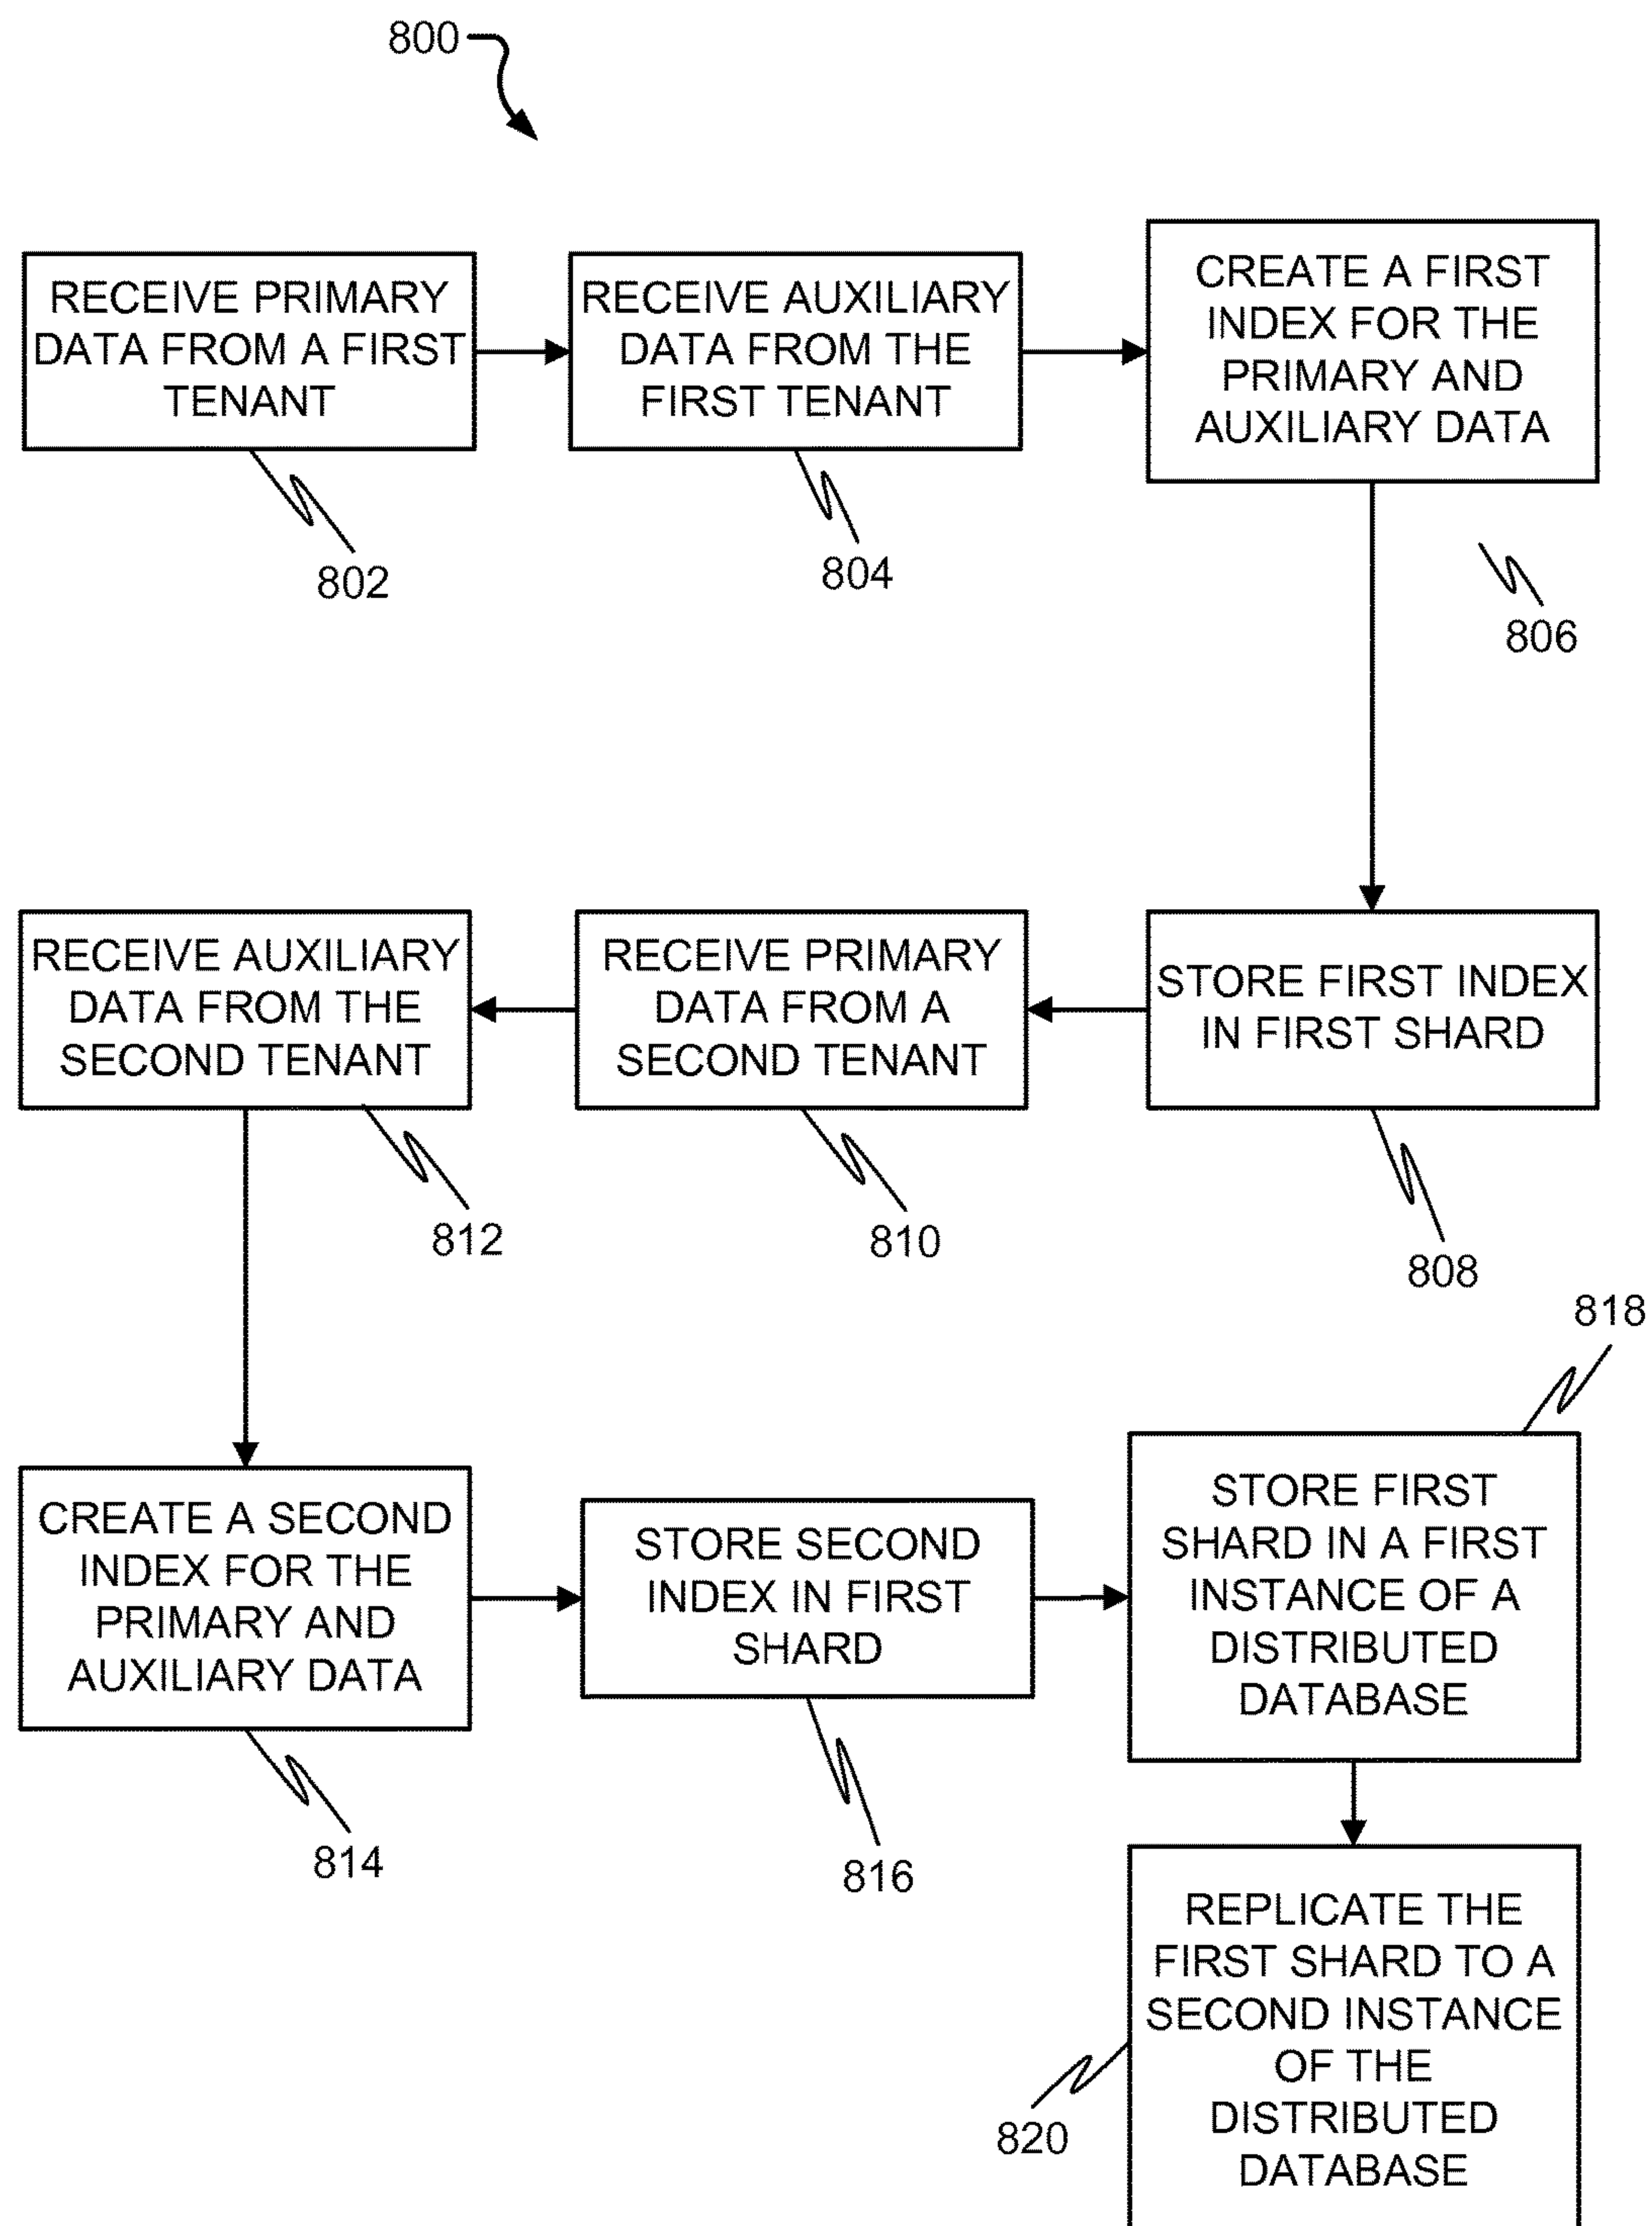 800
RECEIVE PRIMARY
DATA FROM A FIRST
TENANT
802
RECEIVE AUXILIARY
DATA FROM THE
FIRST TENANT
804
CREATE A FIRST
INDEX FOR THE
PRIMARY AND
AUXILIARY DATA
806
STORE FIRST INDEX
IN FIRST SHARD
808
RECEIVE PRIMARY
DATA FROM A
SECOND TENANT
810
RECEIVE AUXILIARY
DATA FROM THE
SECOND TENANT
812
CREATE A SECOND
INDEX FOR THE
PRIMARY AND
AUXILIARY DATA
814
STORE SECOND
INDEX IN FIRST
SHARD
816
818
STORE FIRST
SHARD IN A FIRST
INSTANCE OF A
DISTRIBUTED
DATABASE
REPLICATE THE
FIRST SHARD TO A
SECOND INSTANCE
OF THE
DISTRIBUTED
DATABASE
820